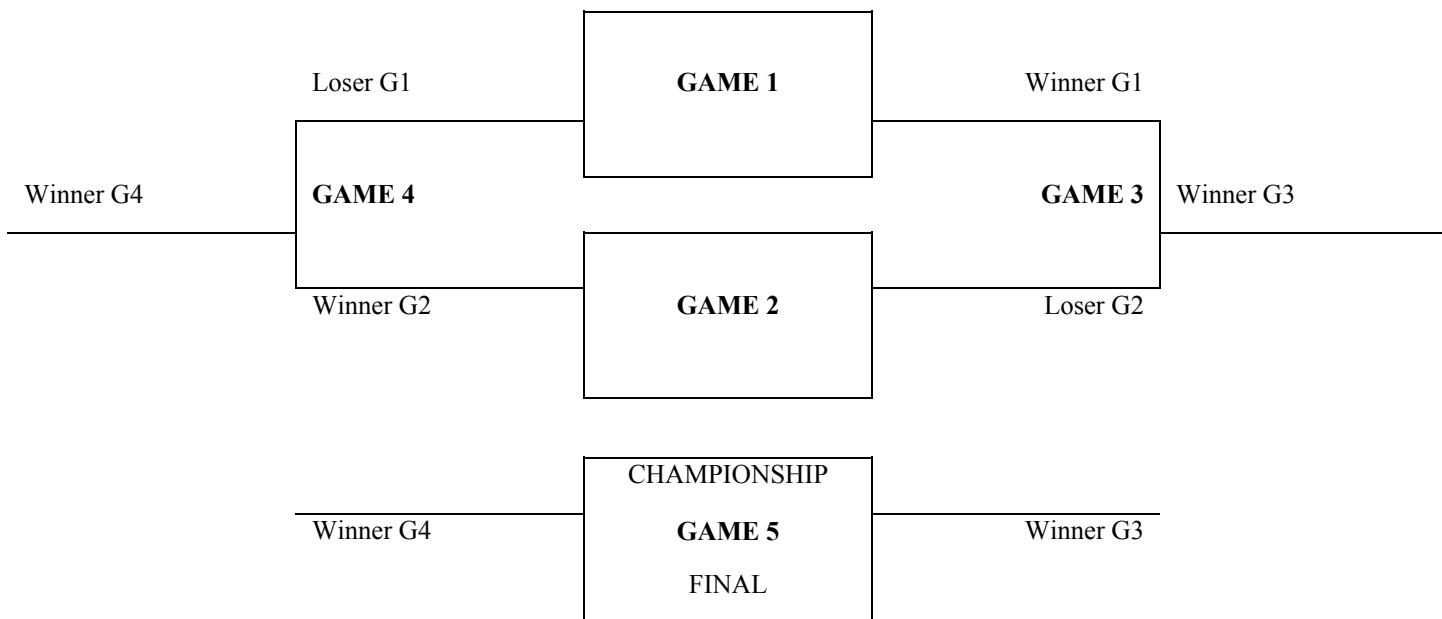 Loser G1
GAME 1
Winner G1
Winner G4
GAME 4
GAME 3
Winner G3
Winner G2
GAME 2
Loser G2
CHAMPIONSHIP
Winner G4
GAME 5
Winner G3
FINAL